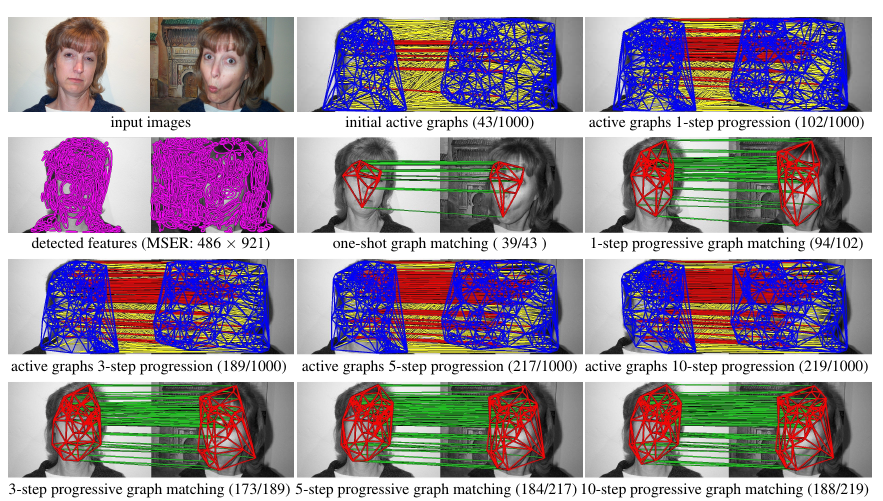 input images
initial active graphs (43/1000)
active graphs 1-step progression (102/1000)
detected features (MSER: 486 × 921)
one-shot graph matching ( 39/43 )
1-step progressive graph matching (94/102)
active graphs 3-step progression (189/1000)
active graphs 5-step progression (217/1000)
active graphs 10-step progression (219/1000)
3-step progressive graph matching (173/189)
5-step progressive graph matching (184/217)
10-step progressive graph matching (188/219)